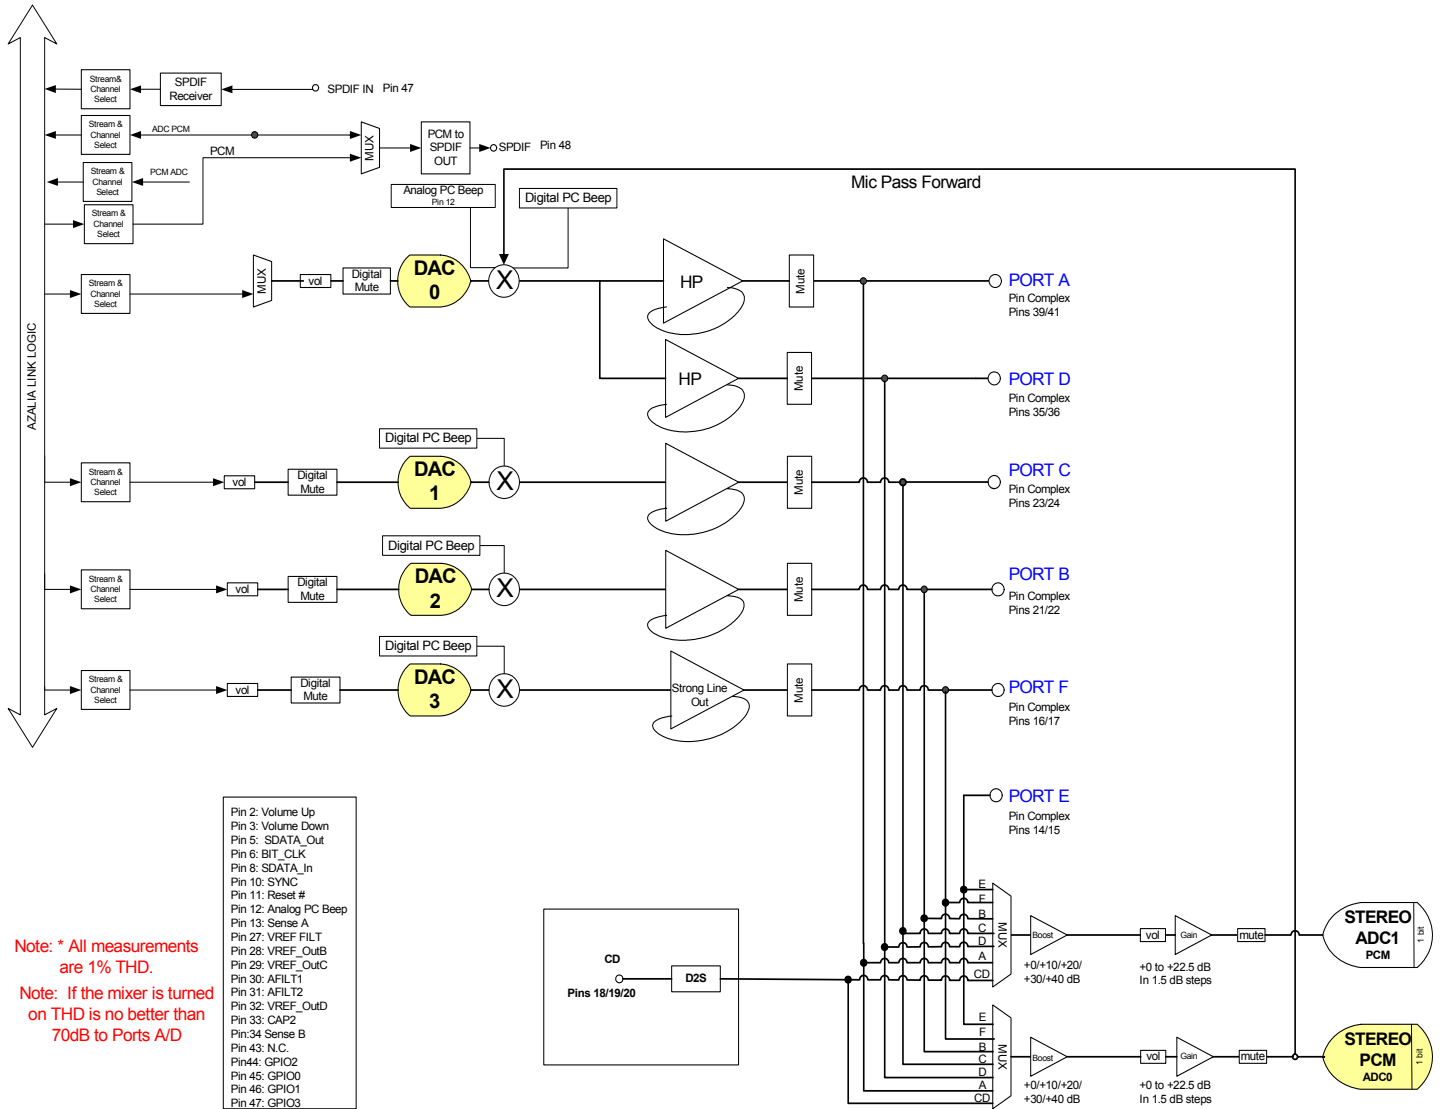 Stream&
Channel
Select
SPDIF
Receiver
SPDIF IN Pin 47
Stream &
Channel
Select
ADC PCM
MUX
PCM to
SPDIF
OUT
SPDIF Pin 48
PCM
Stream &
Channel
Select
PCM ADC
Stream &
Channel
Select
Analog PC Beep
Pin 12
Digital PC Beep
Mic Pass Forward
AZALIA LINK LOGIC
Stream &
Channel
Select
MUX
vol
Digital
Mute
DAC
0
X
HP
Mute
PORT A
Pin Complex
Pins 39/41
HP
Mute
PORT D
Pin Complex
Pins 35/36
Digital PC Beep
Stream &
Channel
Select
vol
Digital
Mute
DAC
1
X
Mute
PORT C
Pin Complex
Pins 23/24
Digital PC Beep
Stream &
Channel
Select
vol
Digital
Mute
DAC
2
X
Mute
PORT B
Pin Complex
Pins 21/22
Digital PC Beep
Stream &
Channel
Select
vol
Digital
Mute
DAC
3
X
Strong Line
Out
Mute
PORT F
Pin Complex
Pins 16/17
PORT E
Pin Complex
Pins 14/15
Pin 2: Volume Up
Pin 3: Volume Down
Pin 5: SDATA_Out
Pin 6: BIT_CLK
Pin 8: SDATA_In
Pin 10: SYNC
Pin 11: Reset #
Pin 12: Analog PC Beep
Pin 13: Sense A
Pin 27: VREF FILT
Pin 28: VREF_OutB
Pin 29: VREF_OutC
Pin 30: AFILT1
Pin 31: AFILT2
Pin 32: VREF_OutD
Pin 33: CAP2
Pin:34 Sense B
Pin 43: N.C.
Pin44: GPIO2
Pin 45: GPIO0
Pin 46: GPIO1
Pin 47: GPIO3
Note: * All measurements
are 1% THD.
Note: If the mixer is turned
on THD is no better than
70dB to Ports A/D
CD
Pins 18/19/20
D2S
E
F
B
C
D
A
CD
MUX
Boost
+0/+10/+20/
+30/+40 dB
vol
Gain
+0 to +22.5 dB
In 1.5 dB steps
mute
STEREO
ADC1
PCM
1 bit
E
F
B
C
D
A
CD
MUX
Boost
+0/+10/+20/
+30/+40 dB
vol
Gain
+0 to +22.5 dB
In 1.5 dB steps
mute
STEREO
PCM
ADC0
1 bit